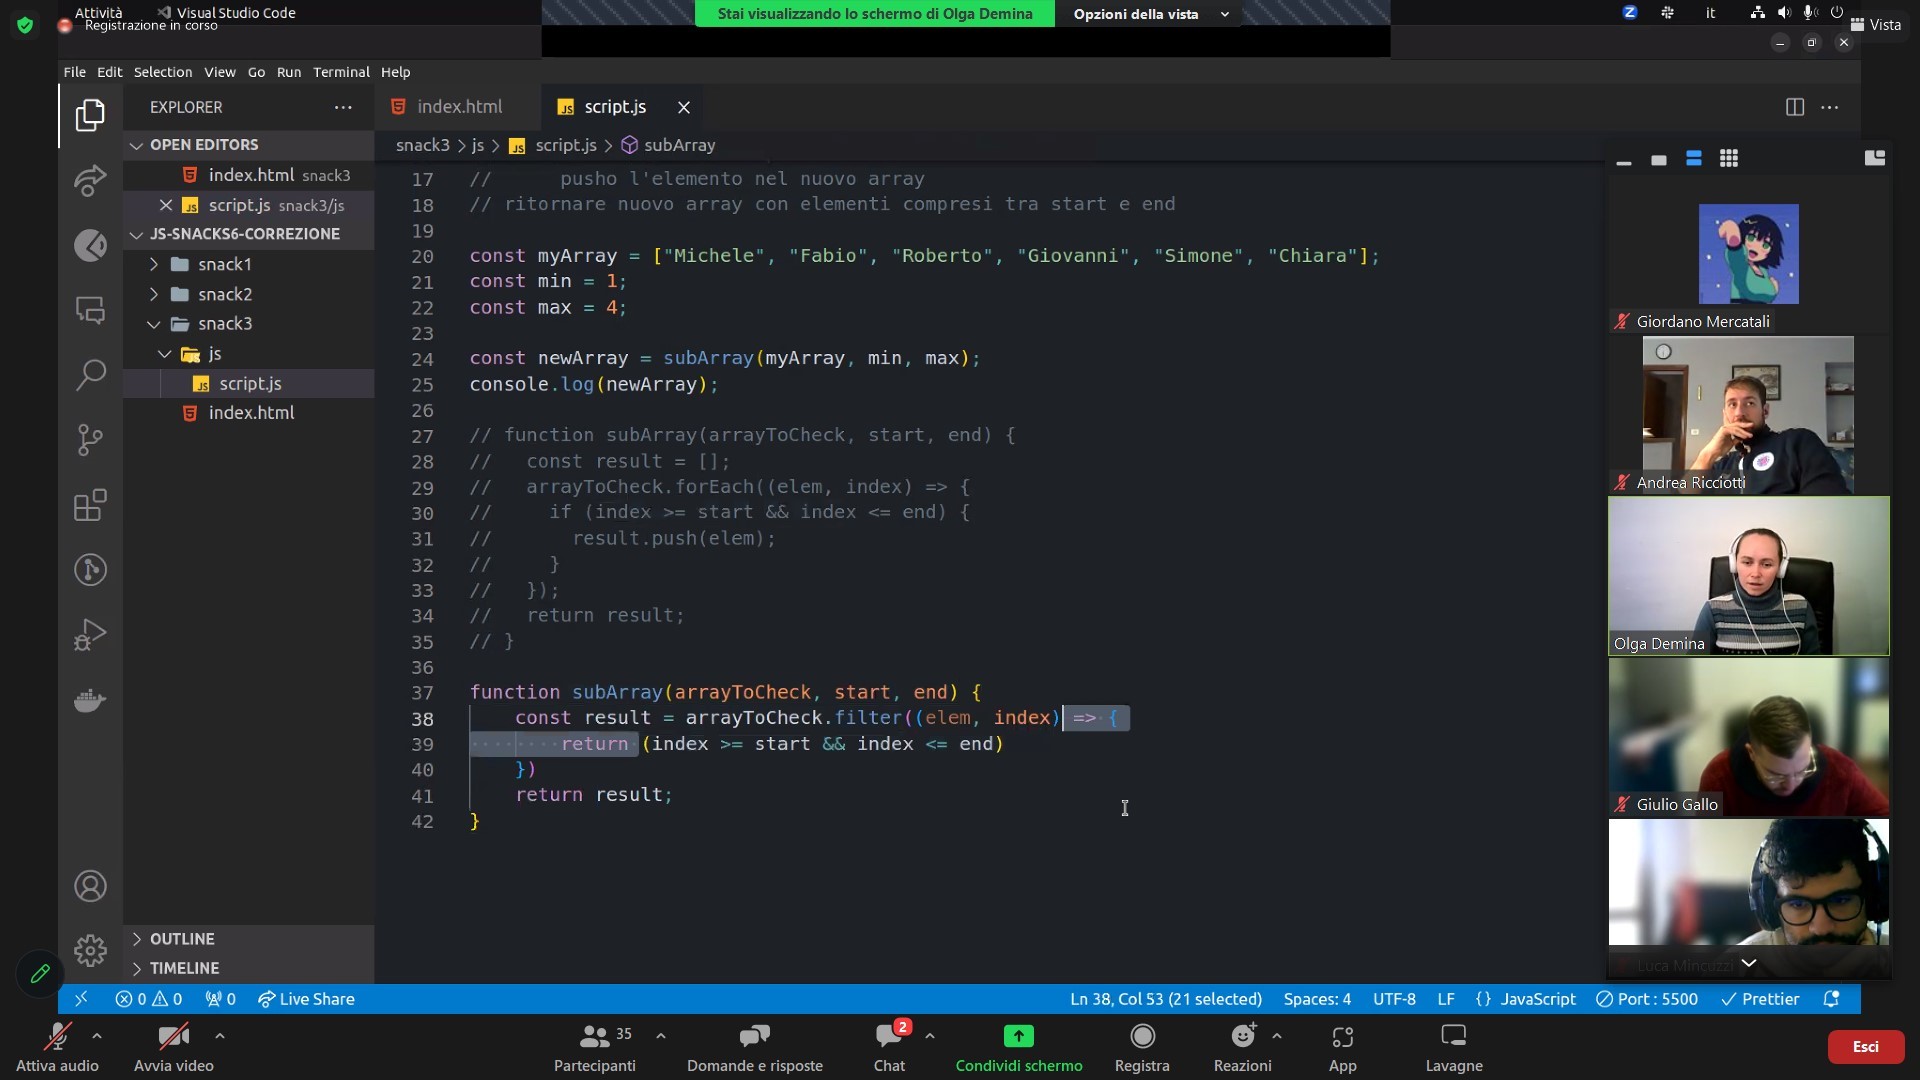 Attività
Visual Studio Code
Registrazione in corso
Stai visualizzando lo schermo di Olga Demina
Opzioni della vista
it
Vista
File Edit Selection View Go Run Terminal Help
EXPLORER
index.html
script.js
OPEN EDITORS
index.html snack3
script.js snack3/js
JS-SNACKS6-CORREZIONE
snack1
snack2
snack3
js
script.js
index.html
OUTLINE
TIMELINE
snack3 > js > script.js > subArray
17 // pusho l'elemento nel nuovo array
18 // ritornare nuovo array con elementi compresi tra start e end
19
20 const myArray = ["Michele", "Fabio", "Roberto", "Giovanni", "Simone", "Chiara"];
21 const min = 1;
22 const max = 4;
23
24 const newArray = subArray(myArray, min, max);
25 console.log(newArray);
26
27 // function subArray(arrayToCheck, start, end) {
28 //   const result = [];
29 //   arrayToCheck.forEach((elem, index) => {
30 //     if (index >= start && index <= end) {
31 //       result.push(elem);
32 //     }
33 //   });
34 //   return result;
35 // }
36
37 function subArray(arrayToCheck, start, end) {
38     const result = arrayToCheck.filter((elem, index) => {
39         return (index >= start && index <= end)
40     })
41     return result;
42 }
Giordano Mercatali
Andrea Ricciotti
Olga Demina
Giulio Gallo
Luca Mincuzzi
0 0 0 Live Share
Ln 38, Col 53 (21 selected) Spaces: 4 UTF-8 LF {} JavaScript Port : 5500 Prettier
Attiva audio
Avvia video
35
Partecipanti
Domande e risposte
2
Chat
Condividi schermo
Registra
Reazioni
App
Lavagne
Esci